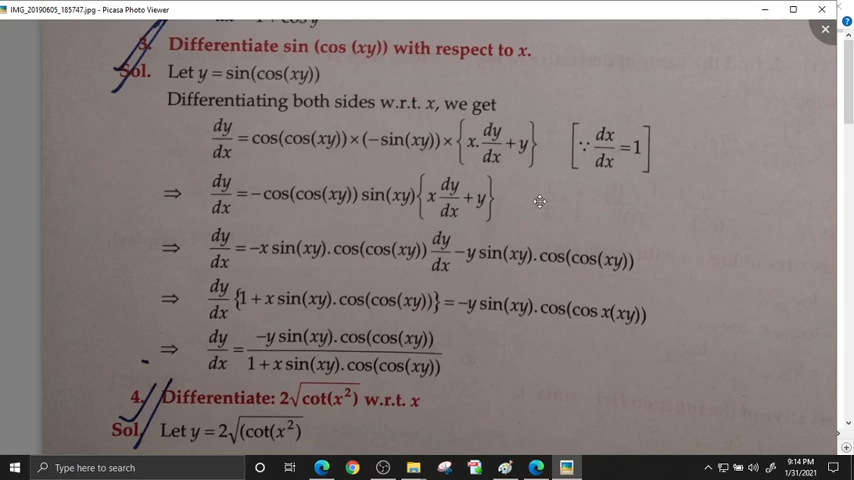 IMG_20190605_185747.jpg - Picasa Photo Viewer
3. Differentiate sin (cos (xy)) with respect to x.
Sol. Let y = sin(cos(xy))
Differentiating both sides w.r.t. x, we get
dy/dx = cos(cos(xy)) × (−sin(xy)) × {x. dy/dx + y} [∵ dx/dx = 1]
⇒ dy/dx = −cos(cos(xy)) sin(xy) {x dy/dx + y}
⇒ dy/dx = −x sin(xy). cos(cos(xy)) dy/dx − y sin(xy). cos(cos(xy))
⇒ dy/dx {1 + x sin(xy). cos(cos(xy))} = −y sin(xy). cos(cos x(xy))
⇒ dy/dx = −y sin(xy). cos(cos(xy)) / 1 + x sin(xy). cos(cos(xy))
4. Differentiate: 2√cot(x²) w.r.t. x
Sol. Let y = 2√(cot(x²)
Type here to search
9:14 PM
1/31/2021